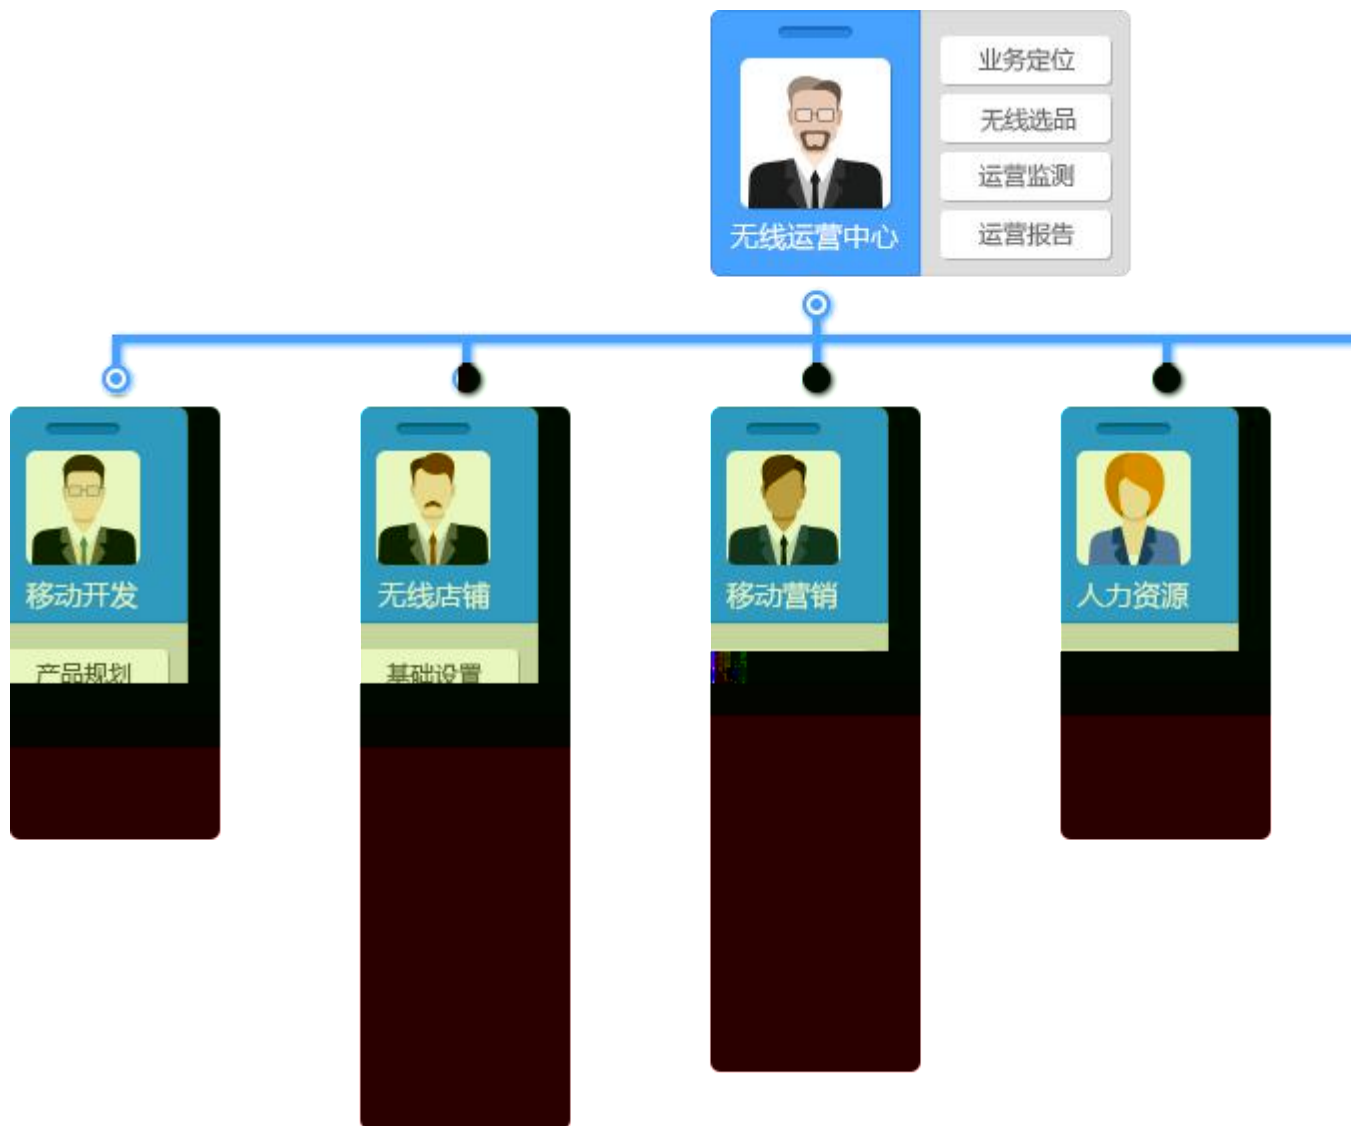 业务定位
无线选品
运营监测
运营报告
无线运营中心
移动开发
无线店铺
移动营销
人力资源
产品规划
基础设置